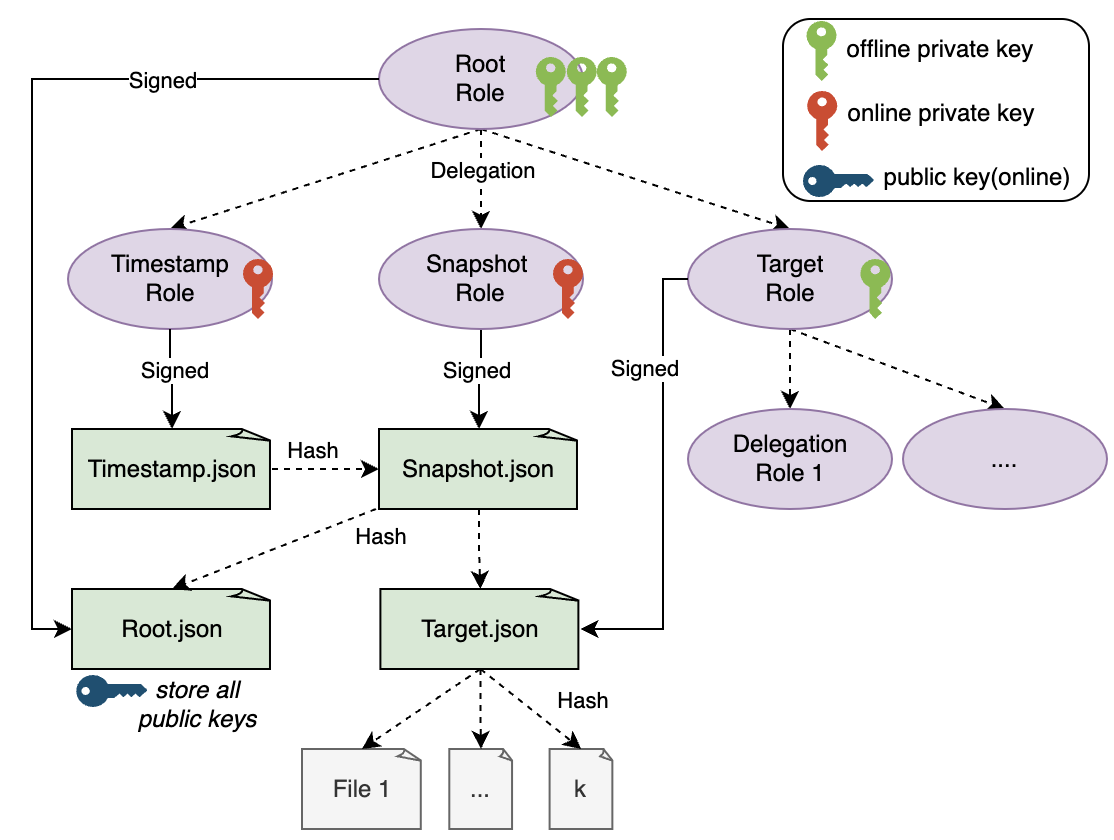 Root
Role
offline private key
online private key
public key(online)
Signed
Delegation
Timestamp
Role
Snapshot
Role
Target
Role
Signed
Signed
Signed
Delegation
Role 1
....
Timestamp.json
Hash
Snapshot.json
Hash
Root.json
Target.json
store all
public keys
Hash
File 1
...
k